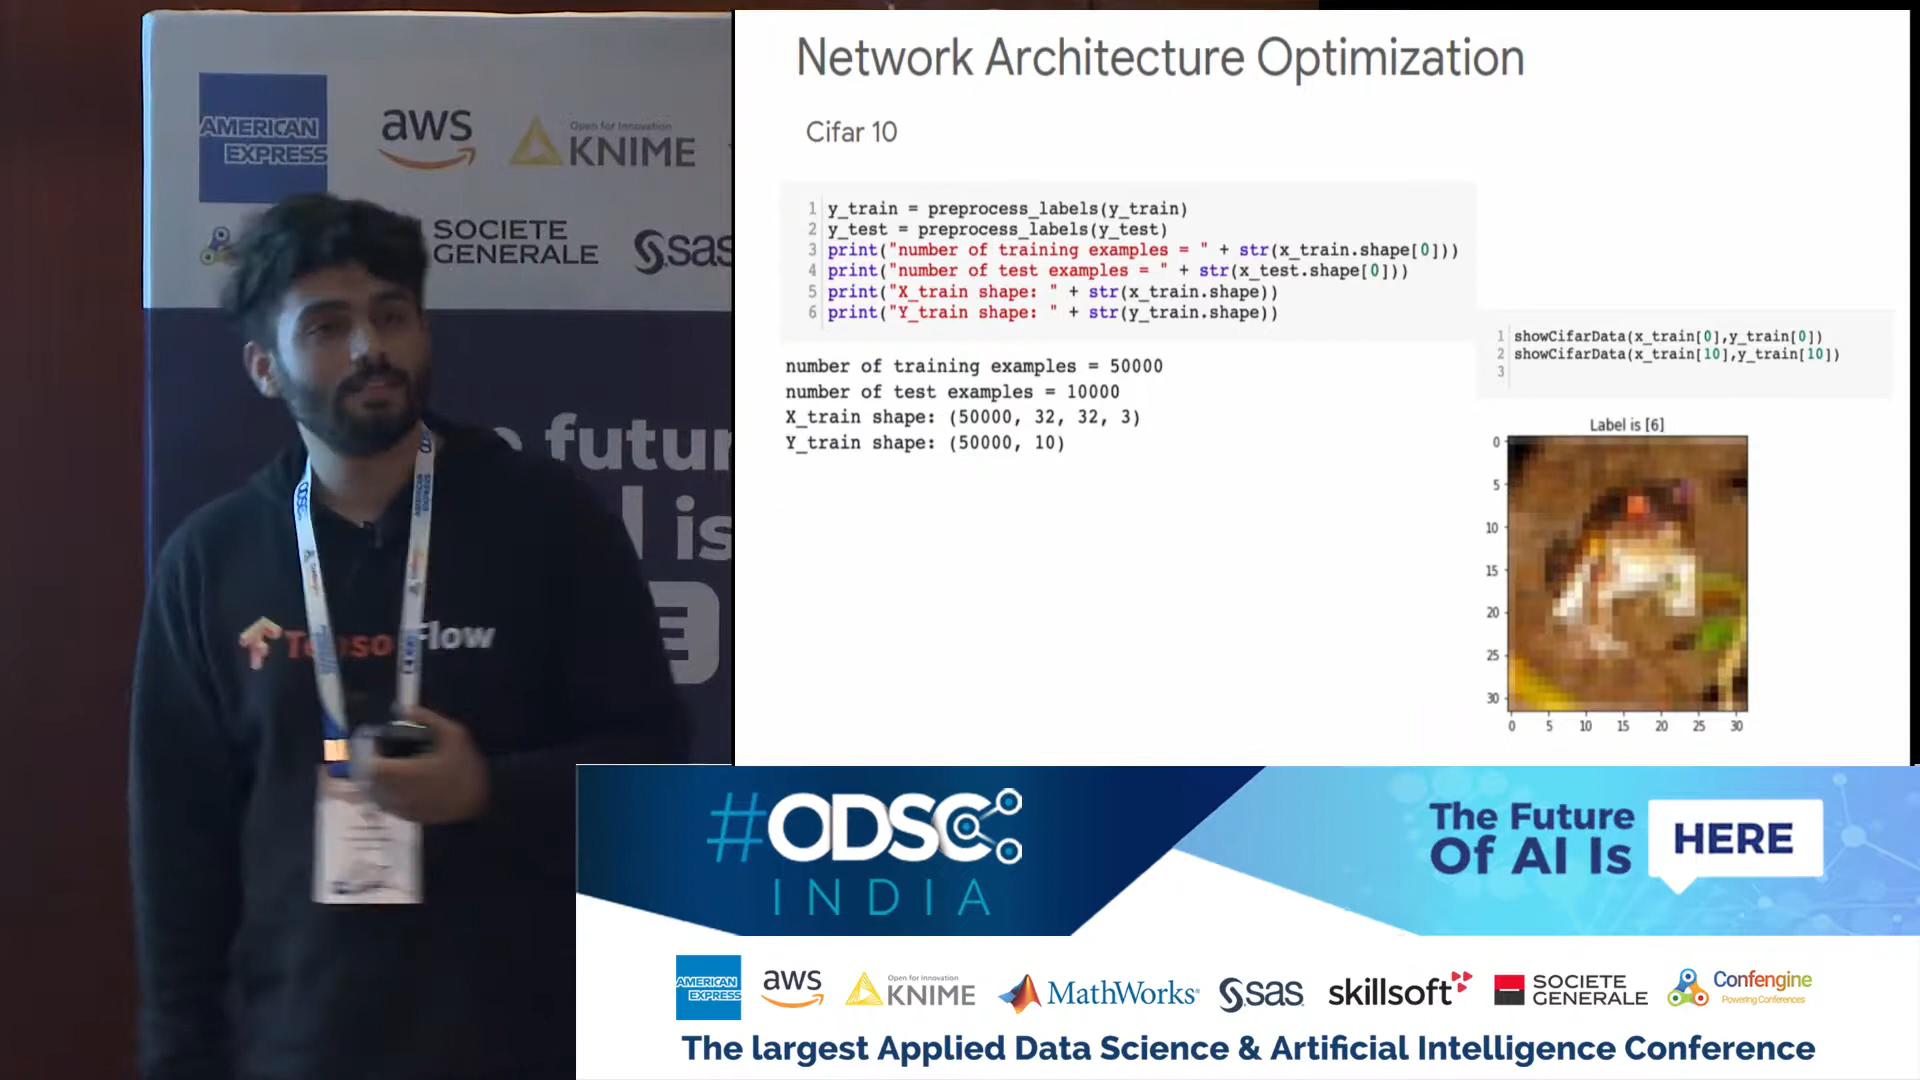 AMERICAN
EXPRESS
aws
Open for Innovation
KNIME
SOCIETE
GENERALE
sas
futur
is
TensorFlow
Network Architecture Optimization
Cifar 10
1 y_train = preprocess_labels(y_train)
2 y_test = preprocess_labels(y_test)
3 print("number of training examples = " + str(x_train.shape[0]))
4 print("number of test examples = " + str(x_test.shape[0]))
5 print("X_train shape: " + str(x_train.shape))
6 print("Y_train shape: " + str(y_train.shape))
number of training examples = 50000
number of test examples = 10000
X_train shape: (50000, 32, 32, 3)
Y_train shape: (50000, 10)
1 showCifarData(x_train[0],y_train[0])
2 showCifarData(x_train[10],y_train[10])
3
Label is [6]
0
5
10
15
20
25
30
0 5 10 15 20 25 30
#ODSC
INDIA
The Future
Of AI Is
HERE
AMERICAN
EXPRESS
aws
Open for Innovation
KNIME
MathWorks
sas
skillsoft
SOCIETE
GENERALE
Confengine
Powering Conferences
The largest Applied Data Science & Artificial Intelligence Conference